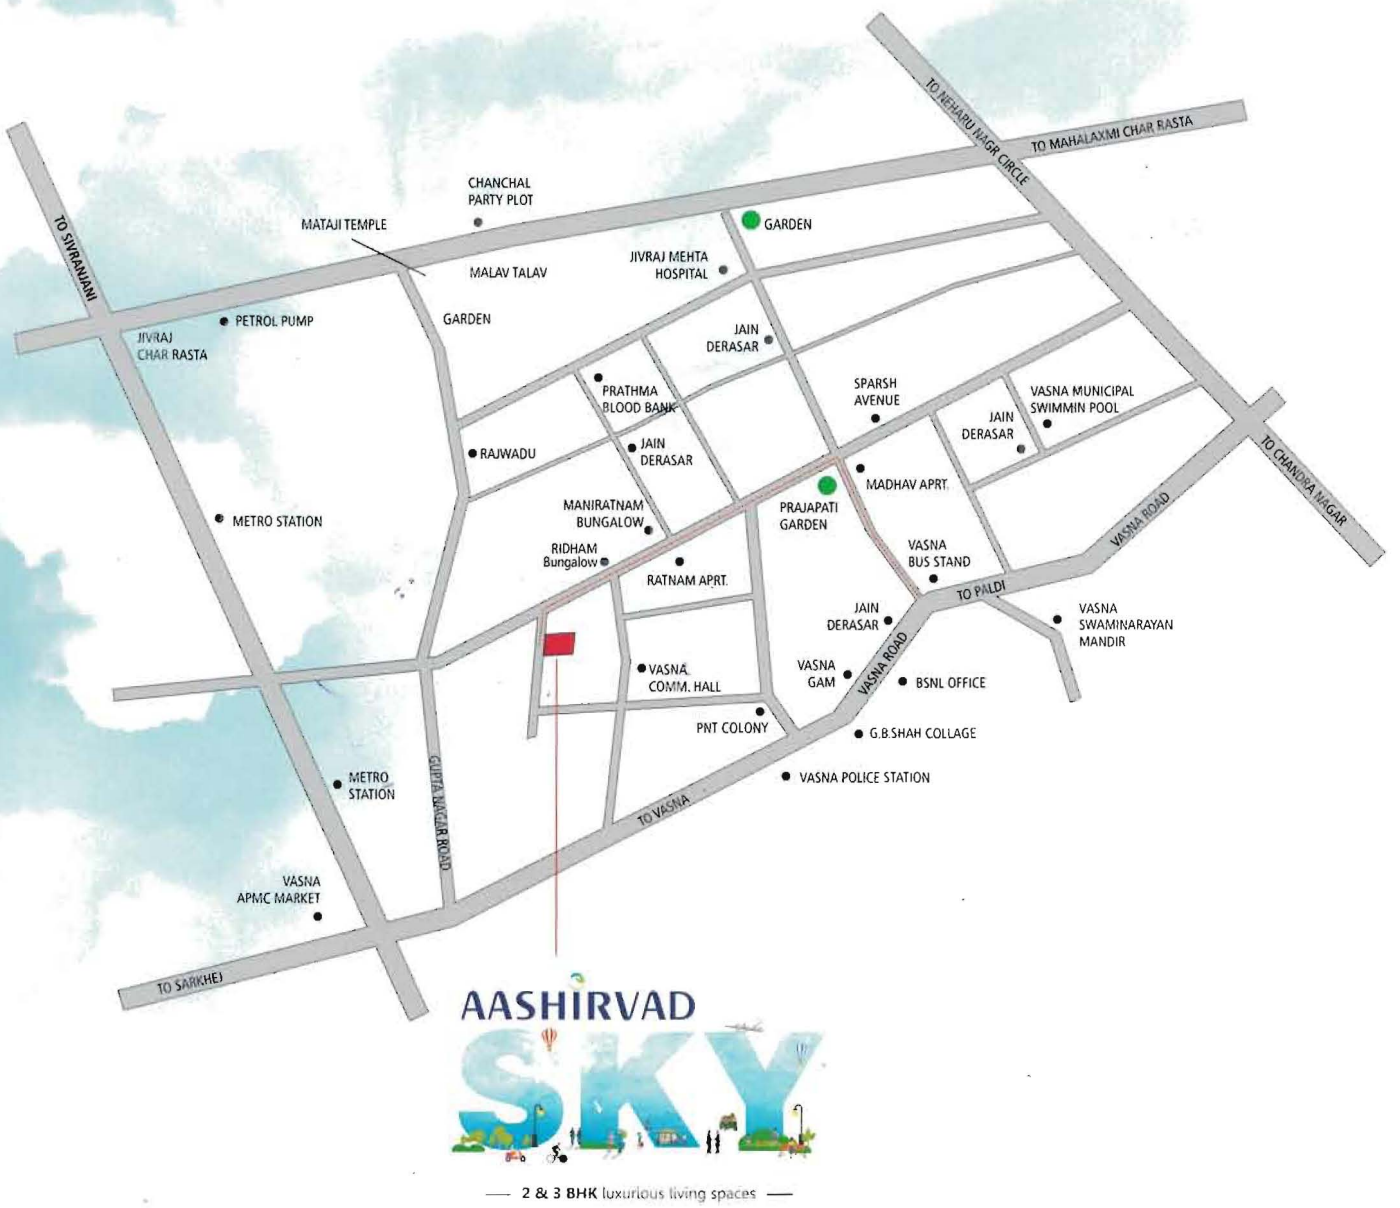 TO NEHARU NAGR CIRCLE
TO MAHALAXMI CHAR RASTA
TO SIVRANJANI
CHANCHAL
PARTY PLOT
MATAJI TEMPLE
GARDEN
MALAV TALAV
JIVRAJ MEHTA
HOSPITAL
PETROL PUMP
GARDEN
JIVRAJ
CHAR RASTA
JAIN
DERASAR
PRATHMA
BLOOD BANK
SPARSH
AVENUE
VASNA MUNICIPAL
SWIMMIN POOL
JAIN
DERASAR
RAJWADU
JAIN
DERASAR
TO CHANDRA NAGAR
MADHAV APRT.
METRO STATION
MANIRATNAM
BUNGALOW
PRAJAPATI
GARDEN
VASNA ROAD
RIDHAM
Bungalow
RATNAM APRT.
VASNA
BUS STAND
TO PALDI
JAIN
DERASAR
VASNA
SWAMINARAYAN
MANDIR
VASNA
COMM. HALL
VASNA
GAM
VASNA ROAD
BSNL OFFICE
PNT COLONY
G.B.SHAH COLLAGE
METRO
STATION
GUPTA NAGAR ROAD
VASNA POLICE STATION
TO VASNA
VASNA
APMC MARKET
TO SARKHEJ
AASHIRVAD
SKY
2 & 3 BHK luxurious living spaces